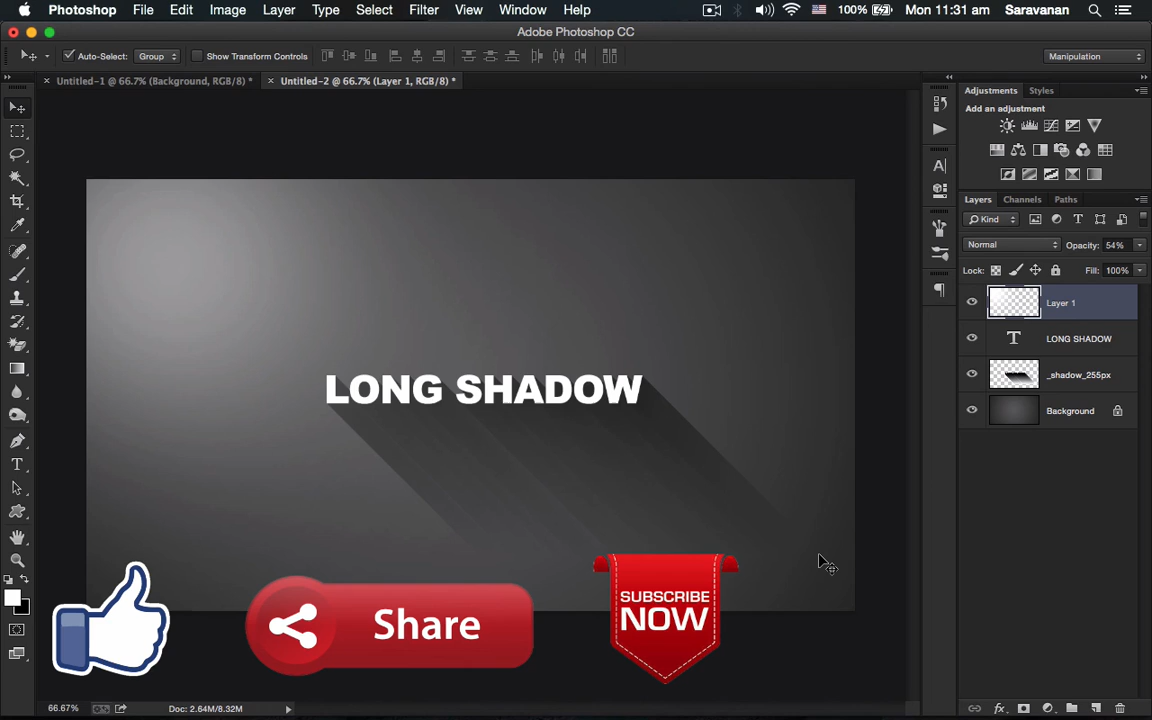 Photoshop File Edit Image Layer Type Select Filter View Window Help 100% Mon 11:31 am Saravanan
Adobe Photoshop CC
Auto-Select: Group Show Transform Controls Manipulation
Untitled-1 @ 66.7% (Background, RGB/8) * Untitled-2 @ 66.7% (Layer 1, RGB/8) *
Adjustments Styles
Add an adjustment
Layers Channels Paths
Kind
Normal Opacity: 54%
Lock: Fill: 100%
Layer 1
LONG SHADOW
_shadow_255px
Background
LONG SHADOW
Share
SUBSCRIBE
NOW
66.67% Doc: 2.64M/8.32M